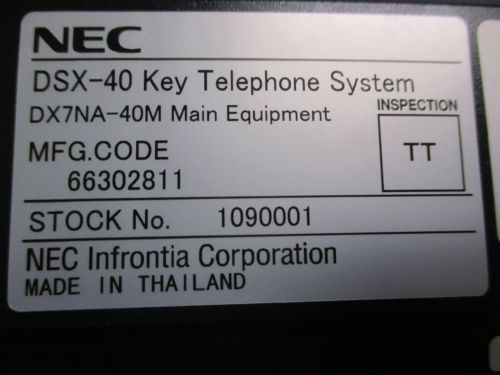 NEC
DSX-40 Key Telephone System
DX7NA-40M Main Equipment
INSPECTION
TT
MFG.CODE
66302811
STOCK No. 1090001
NEC Infrontia Corporation
MADE IN THAILAND